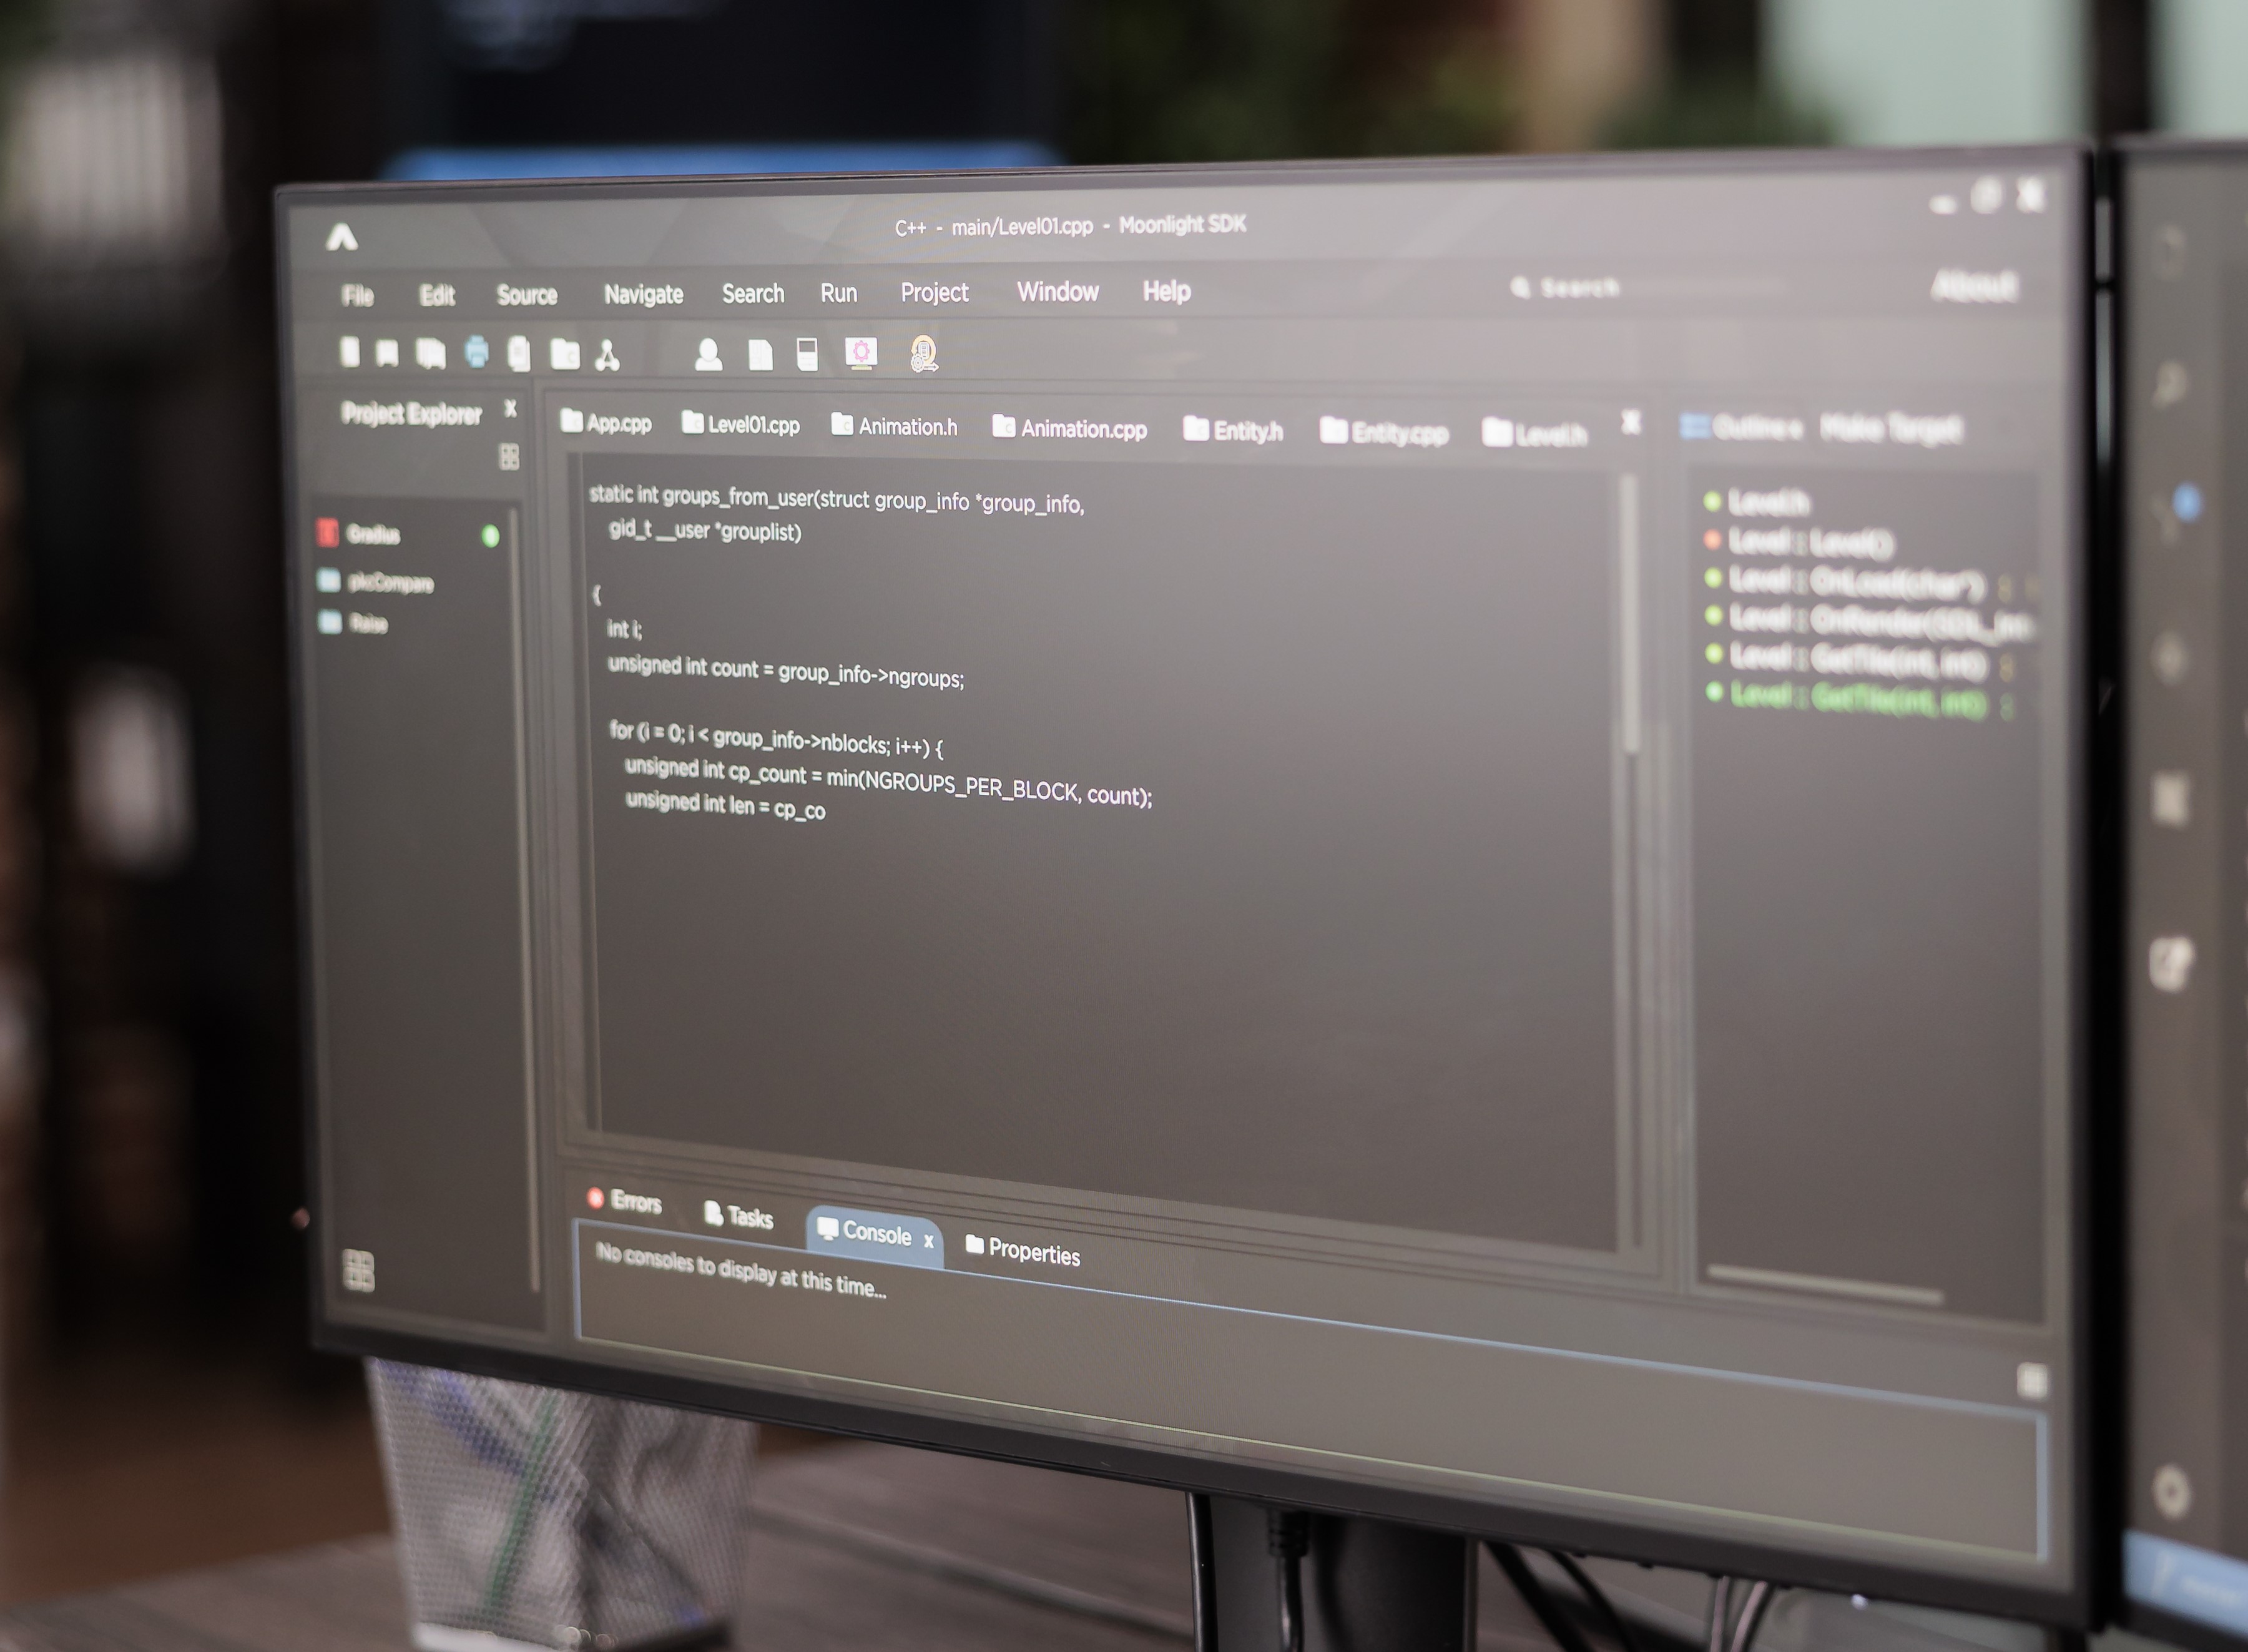 C++ - main/Level01.cpp - Moonlight SDK
File Edit Source Navigate Search Run Project Window Help Search About
Project Explorer X
App.cpp Level01.cpp Animation.h Animation.cpp Entity.h Entity.cpp Level.h X
Outline Make Target
Gradius
pkoCompare
Raise
static int groups_from_user(struct group_info *group_info,
gid_t __user *grouplist)
{
int i;
unsigned int count = group_info->ngroups;
for (i = 0; i < group_info->nblocks; i++) {
unsigned int cp_count = min(NGROUPS_PER_BLOCK, count);
unsigned int len = cp_co
Level.h
Level :: Level()
Level :: OnLoad(char*) :
Level :: OnRender(SDL_
Level :: GetTile(int, int) :
Level :: GetTile(int, int) :
Errors Tasks Console x Properties
No consoles to display at this time...